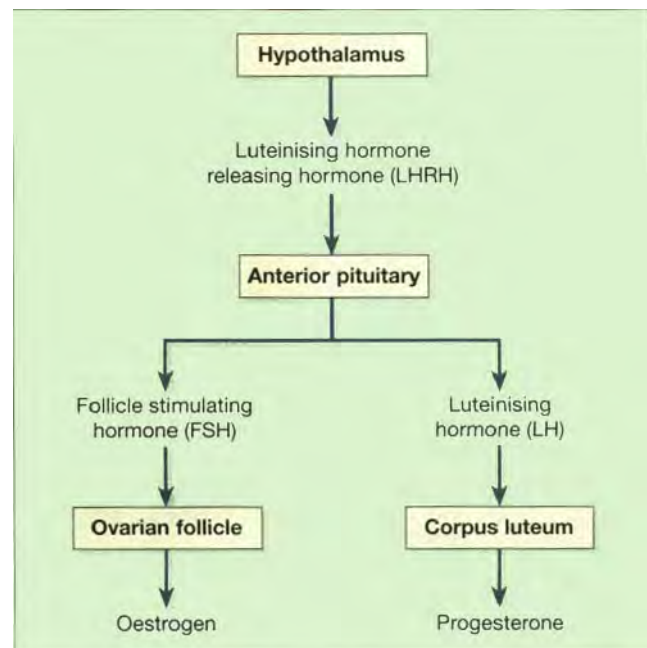 Hypothalamus
Luteinising hormone
releasing hormone (LHRH)
Anterior pituitary
Follicle stimulating
hormone (FSH)
Luteinising
hormone (LH)
Ovarian follicle
Corpus luteum
Oestrogen
Progesterone